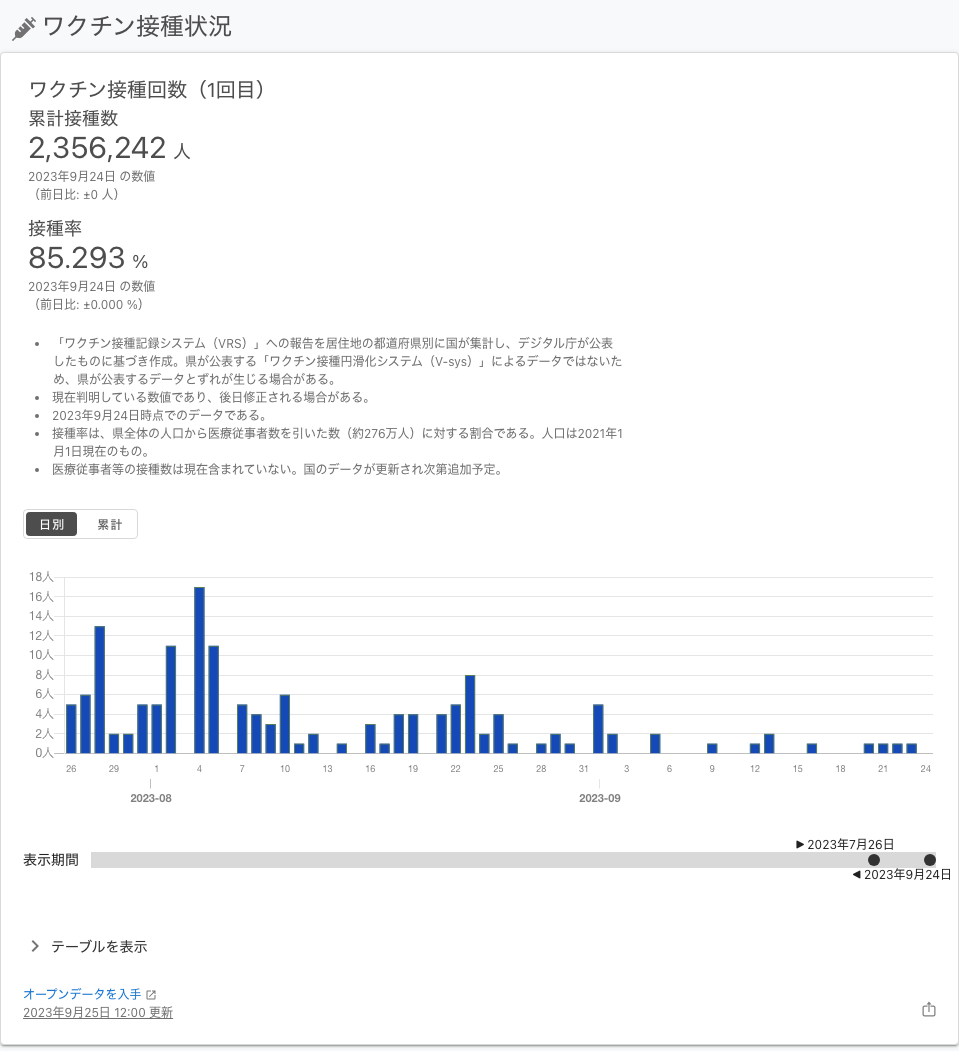 ワクチン接種状況
ワクチン接種回数（1回目）
累計接種数
2,356,242 人
2023年9月24日 の数値
（前日比: ±0 人）
接種率
85.293 %
2023年9月24日 の数値
（前日比: ±0.000 %）
• 「ワクチン接種記録システム（VRS）」への報告を居住地の都道府県別に国が集計し、デジタル庁が公表
したものに基づき作成。県が公表する「ワクチン接種円滑化システム（V-sys）」によるデータではないた
め、県が公表するデータとずれが生じる場合がある。
• 現在判明している数値であり、後日修正される場合がある。
• 2023年9月24日時点でのデータである。
• 接種率は、県全体の人口から医療従事者数を引いた数（約276万人）に対する割合である。人口は2021年1
月1日現在のもの。
• 医療従事者等の接種数は現在含まれていない。国のデータが更新され次第追加予定。
日別 累計
18人
16人
14人
12人
10人
8人
6人
4人
2人
0人
26 29 1 4 7 10 13 16 19 22 25 28 31 3 6 9 12 15 18 21 24
2023-08 2023-09
▶ 2023年7月26日
表示期間
◀ 2023年9月24日
テーブルを表示
オープンデータを入手
2023年9月25日 12:00 更新